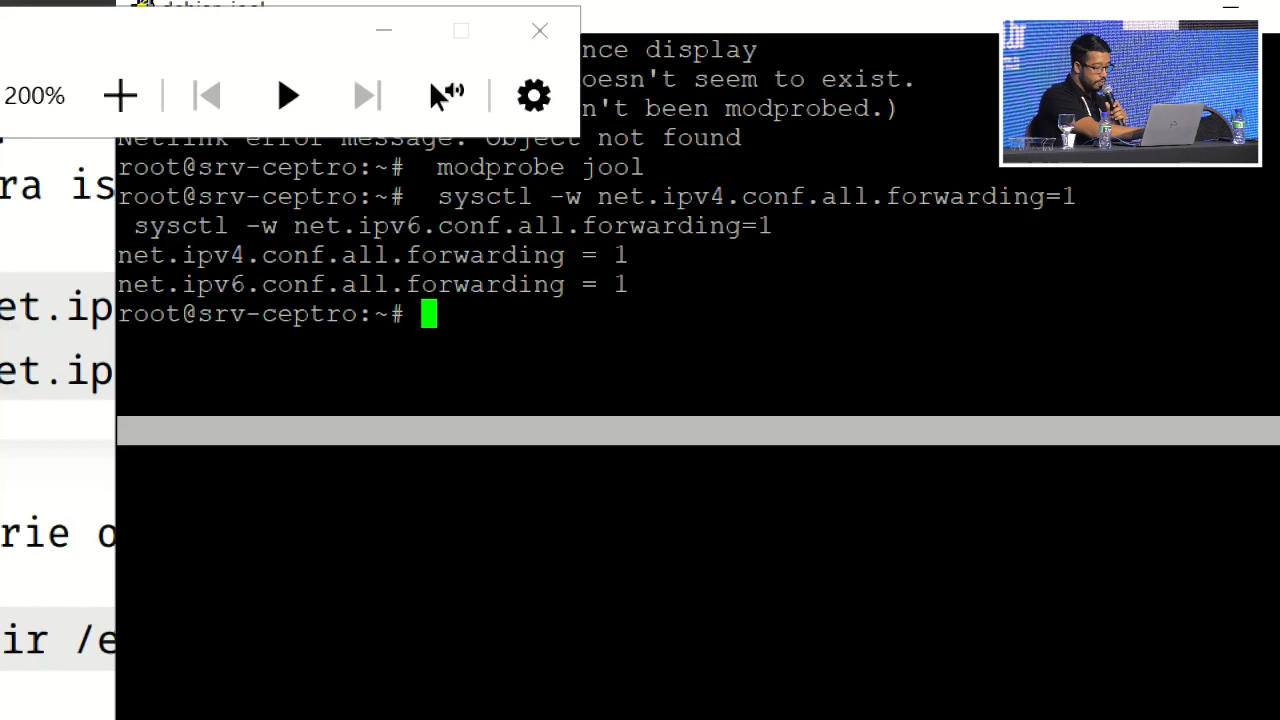 debian-jool
200%
nce display
oesn't seem to exist.
n't been modprobed.)
Netlink error message: Object not found
root@srv-ceptro:~# modprobe jool
root@srv-ceptro:~# sysctl -w net.ipv4.conf.all.forwarding=1
sysctl -w net.ipv6.conf.all.forwarding=1
net.ipv4.conf.all.forwarding = 1
net.ipv6.conf.all.forwarding = 1
root@srv-ceptro:~#
ra is
et.ip
et.ip
rie o
ir /e